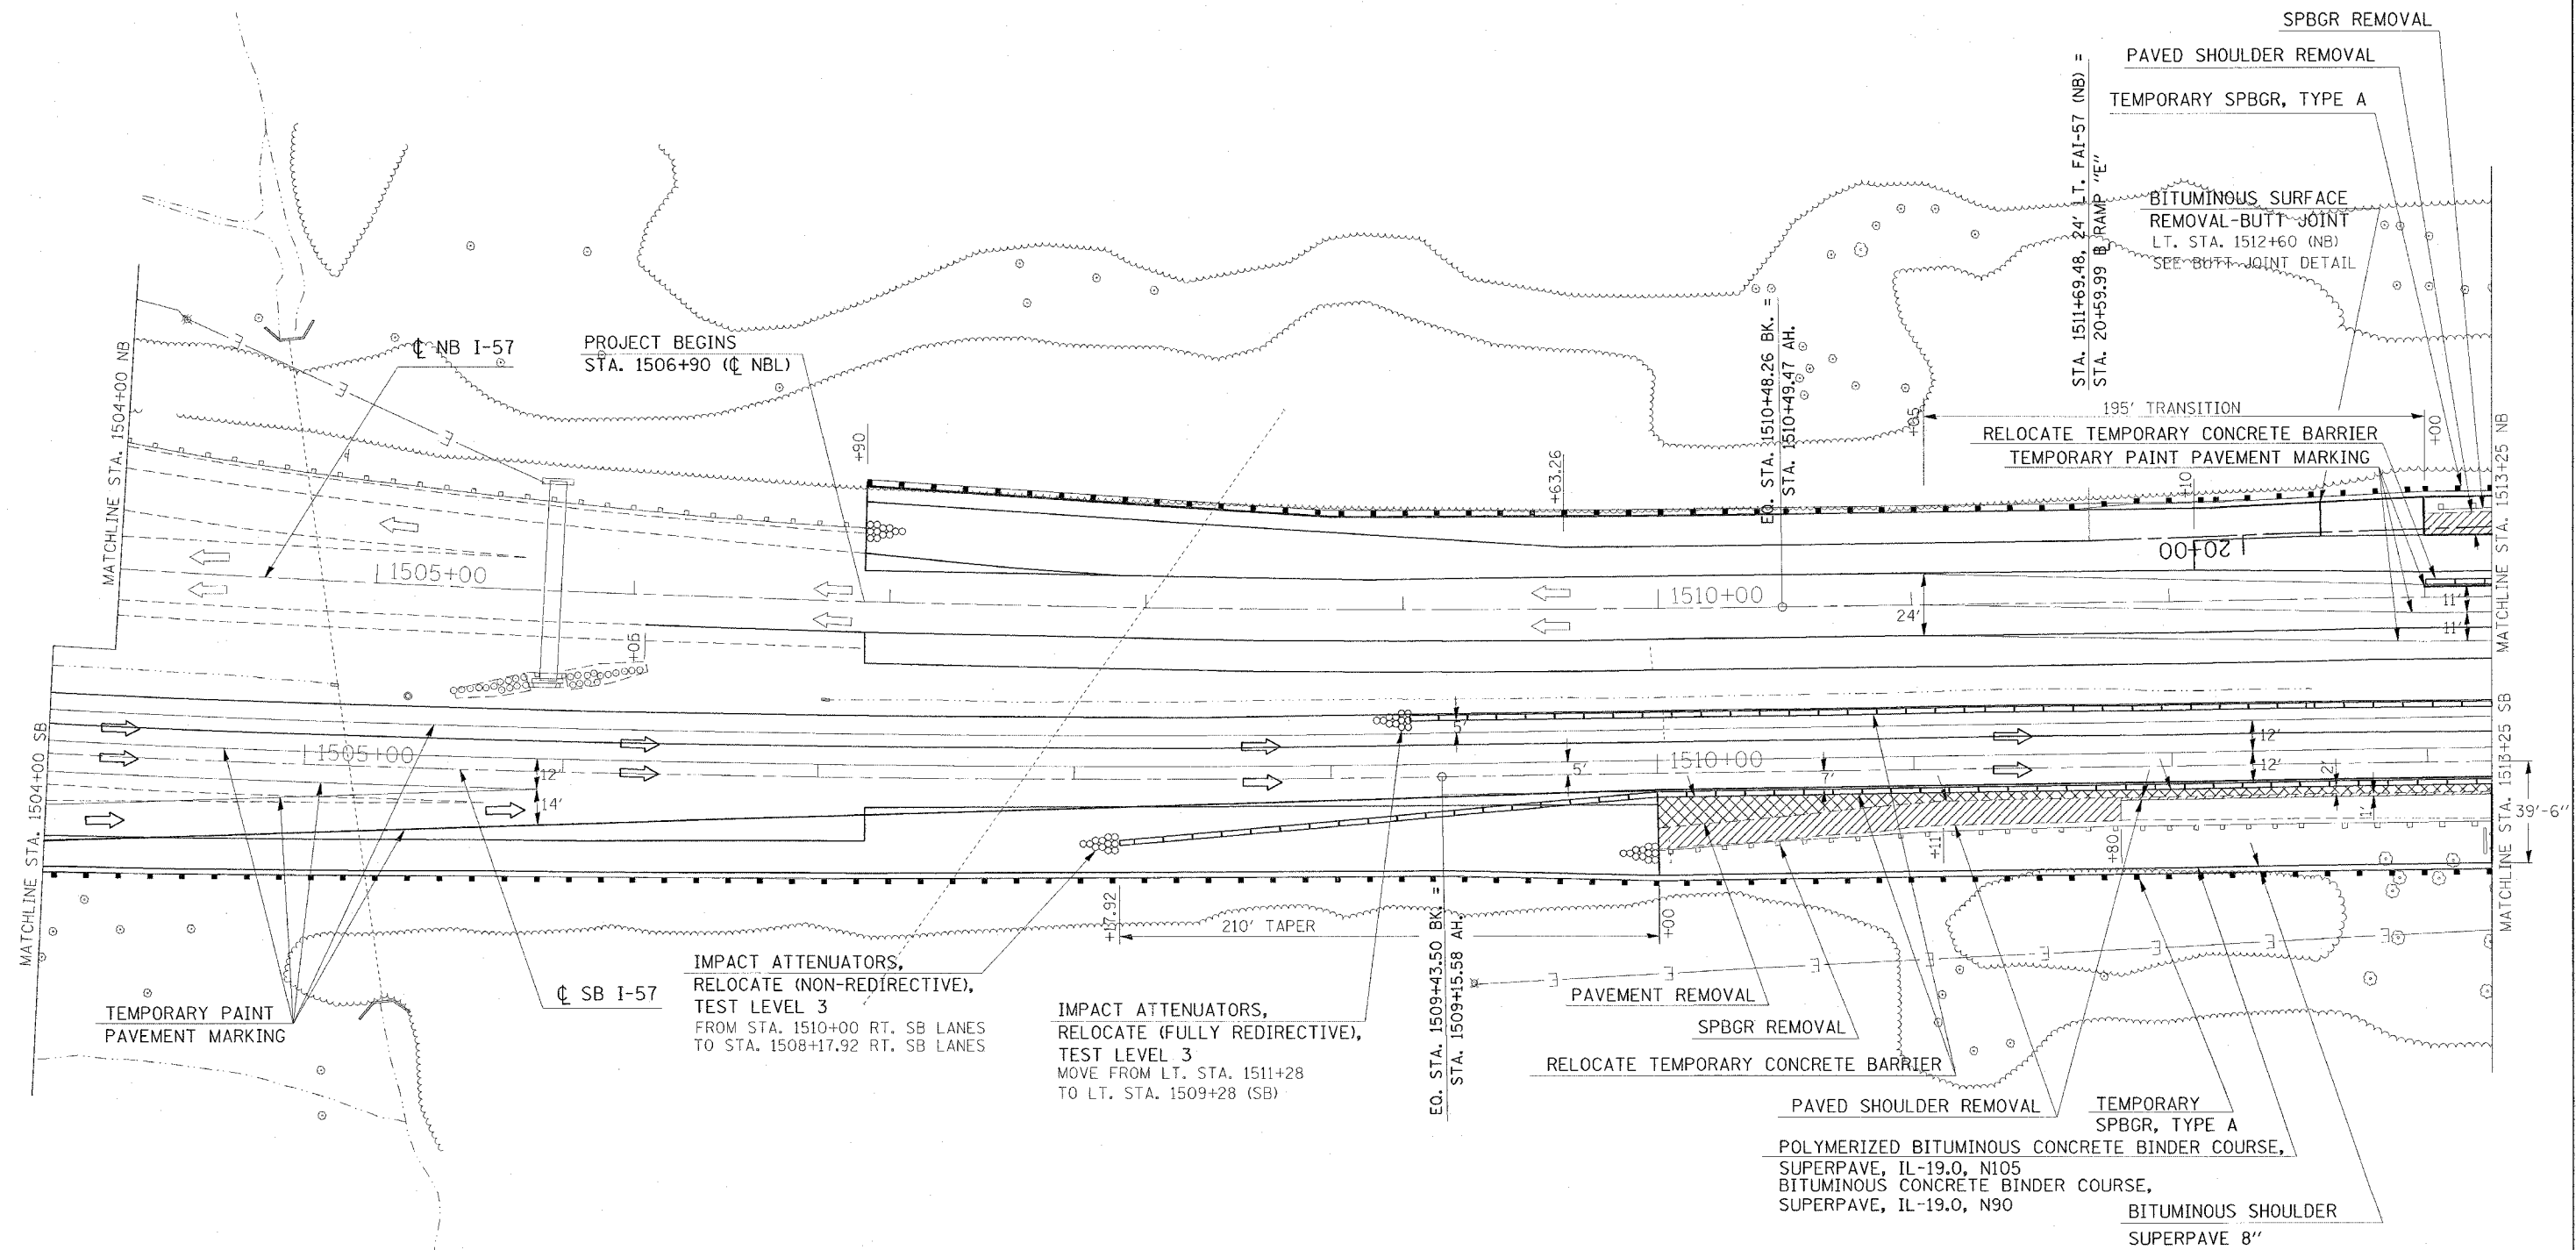 SPBGR REMOVAL
PAVED SHOULDER REMOVAL
TEMPORARY SPBGR, TYPE A
STA. 1511+69.48, 24' LT. FAI-57 (NB) =
STA. 20+59.99 B RAMP "E"
BITUMINOUS SURFACE
REMOVAL-BUTT JOINT
LT. STA. 1512+60 (NB)
SEE BUTT JOINT DETAIL
MATCHLINE STA. 1504+00 NB
℄ NB I-57
PROJECT BEGINS
STA. 1506+90 (℄ NBL)
EQ. STA. 1510+48.26 BK. =
STA. 1510+49.47 AH.
195' TRANSITION
+90
+63.26
+05
+00
RELOCATE TEMPORARY CONCRETE BARRIER
TEMPORARY PAINT PAVEMENT MARKING
MATCHLINE STA. 1513+25 NB
+10
20+00
1505+00
1510+00
24'
11'
11'
+05
MATCHLINE STA. 1504+00 SB
1505+00
12'
14'
5'
5'
1510+00
7'
12'
12'
2'
1'
MATCHLINE STA. 1513+25 SB
39'-6"
+11
+80
+17.92
210' TAPER
+00
EQ. STA. 1509+43.50 BK. =
STA. 1509+15.58 AH.
TEMPORARY PAINT
PAVEMENT MARKING
℄ SB I-57
IMPACT ATTENUATORS,
RELOCATE (NON-REDIRECTIVE),
TEST LEVEL 3
FROM STA. 1510+00 RT. SB LANES
TO STA. 1508+17.92 RT. SB LANES
IMPACT ATTENUATORS,
RELOCATE (FULLY REDIRECTIVE),
TEST LEVEL 3
MOVE FROM LT. STA. 1511+28
TO LT. STA. 1509+28 (SB)
PAVEMENT REMOVAL
SPBGR REMOVAL
RELOCATE TEMPORARY CONCRETE BARRIER
PAVED SHOULDER REMOVAL
TEMPORARY
SPBGR, TYPE A
POLYMERIZED BITUMINOUS CONCRETE BINDER COURSE,
SUPERPAVE, IL-19.0, N105
BITUMINOUS CONCRETE BINDER COURSE,
SUPERPAVE, IL-19.0, N90
BITUMINOUS SHOULDER
SUPERPAVE 8"